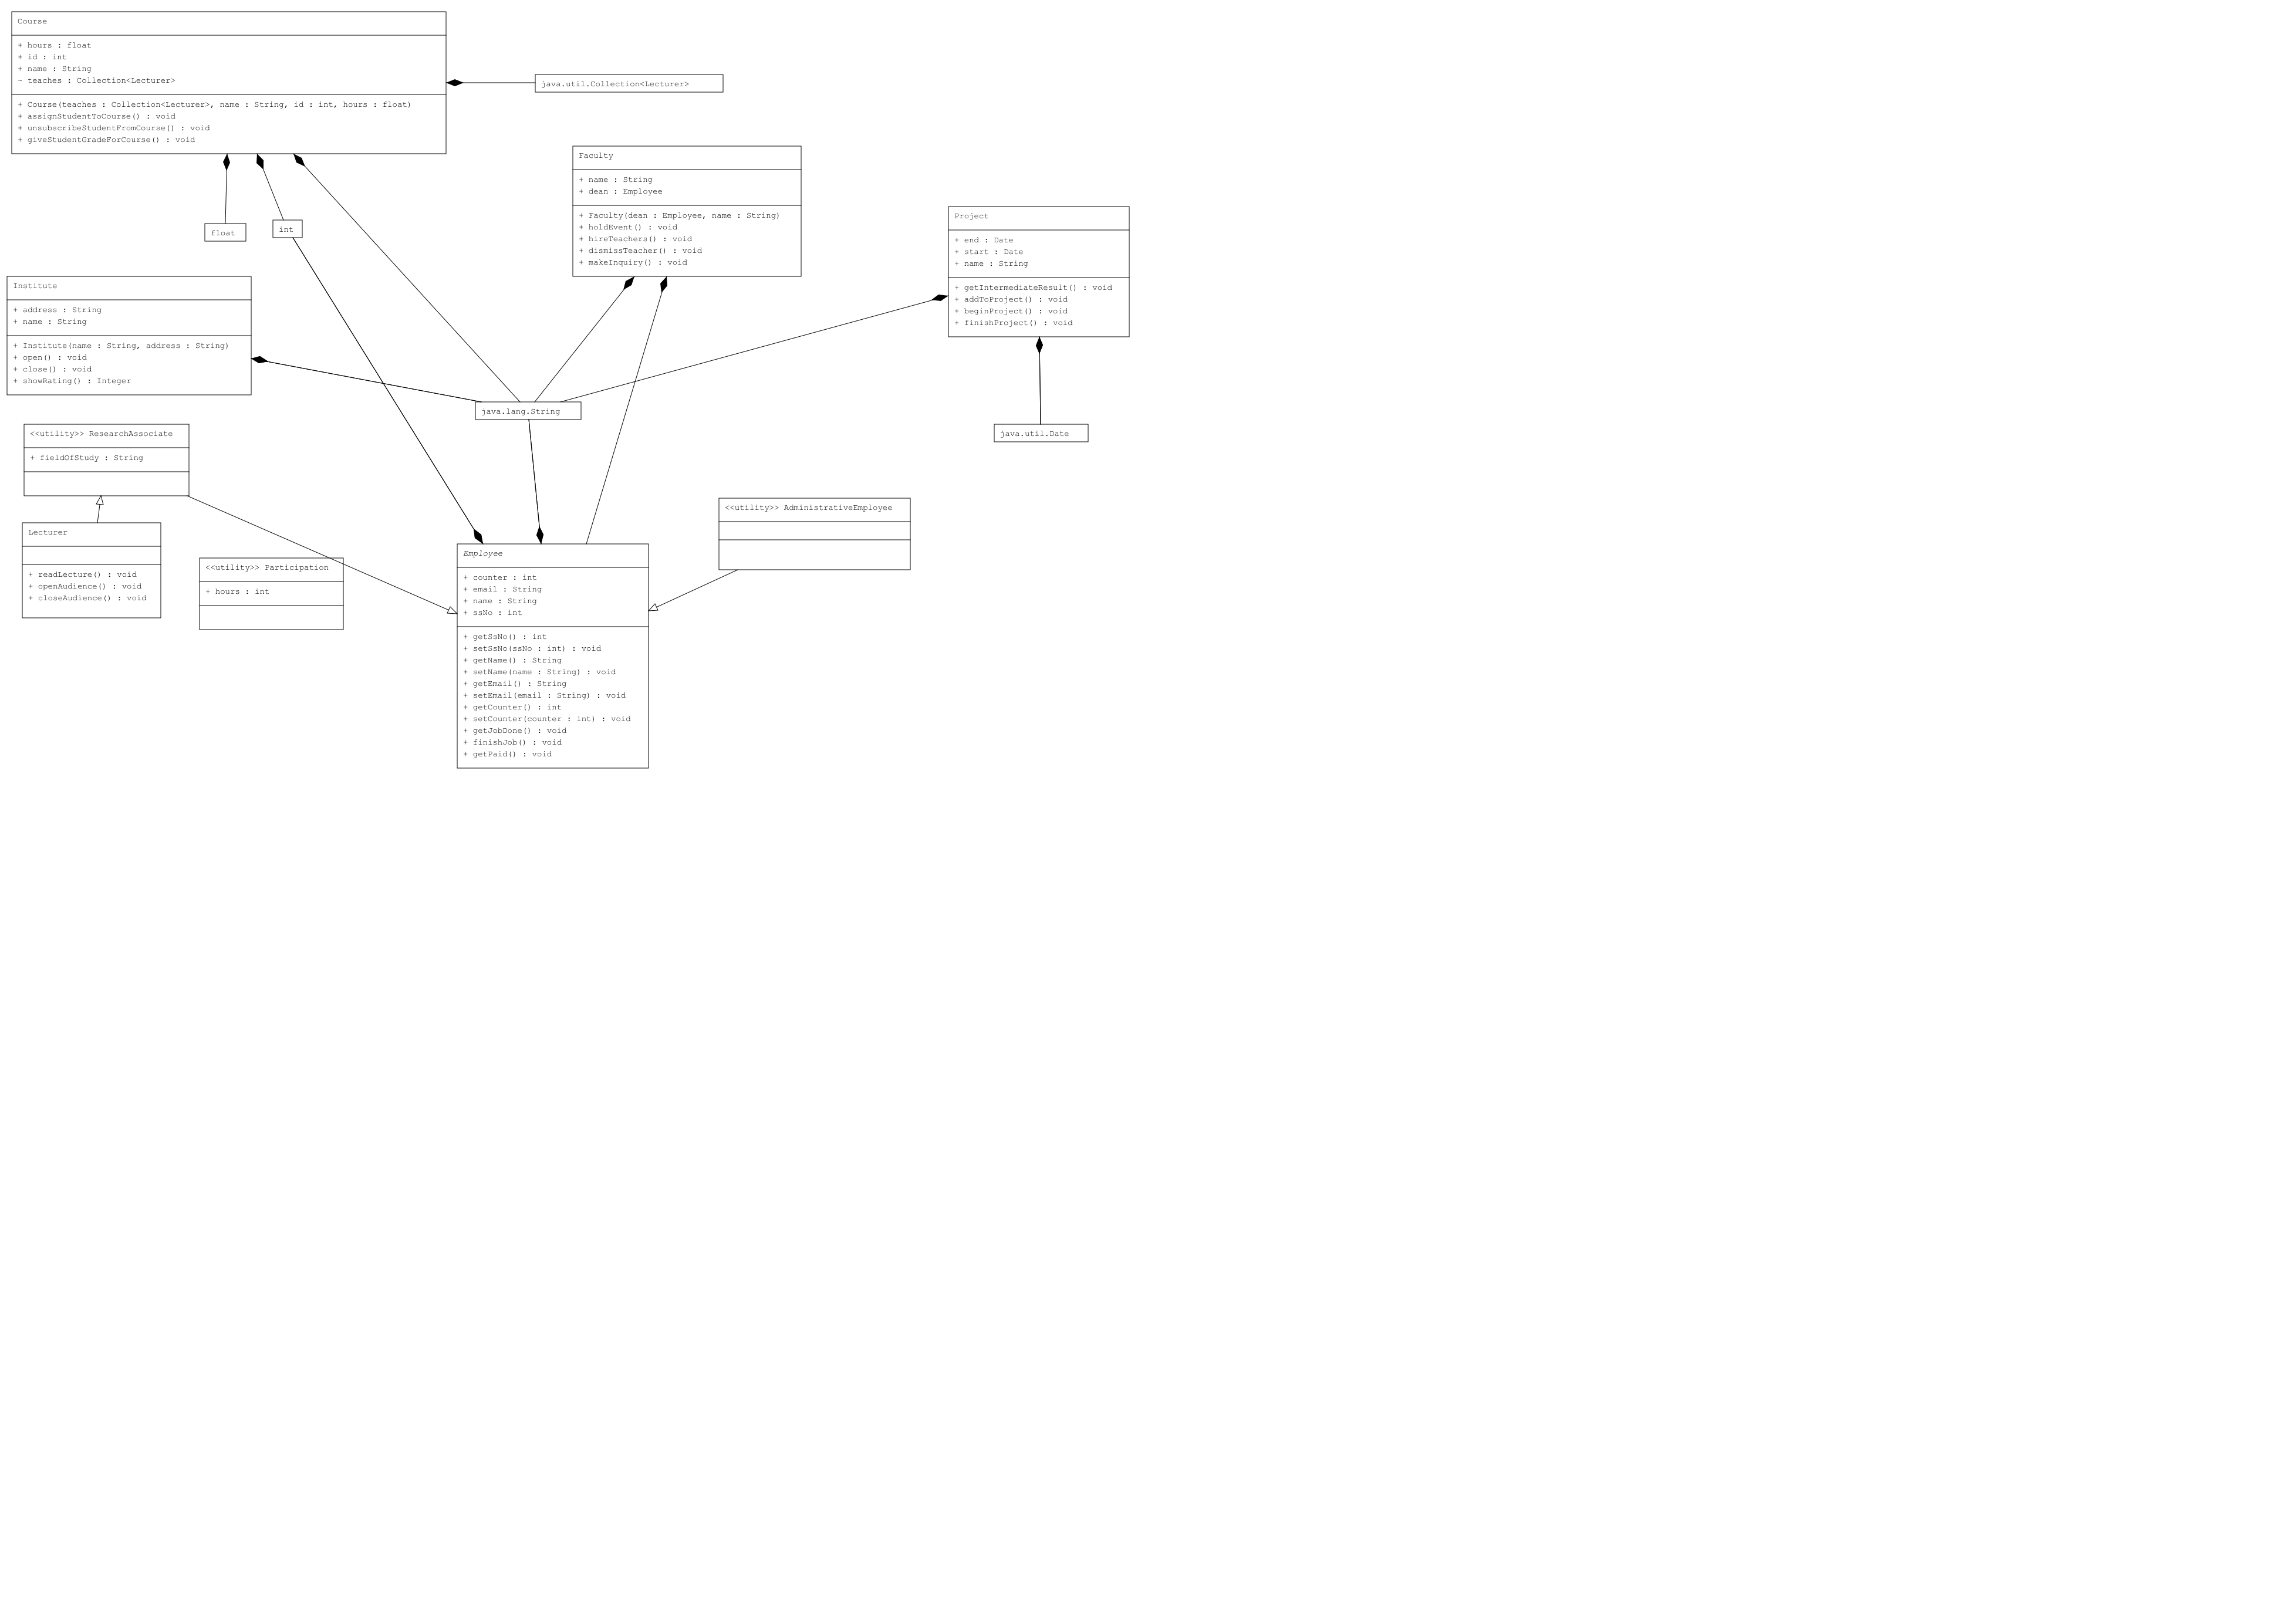 Course
+ hours : float
+ id : int
+ name : String
~ teaches : Collection<Lecturer>
+ Course(teaches : Collection<Lecturer>, name : String, id : int, hours : float)
+ assignStudentToCourse() : void
+ unsubscribeStudentFromCourse() : void
+ giveStudentGradeForCourse() : void
java.util.Collection<Lecturer>
Faculty
+ name : String
+ dean : Employee
+ Faculty(dean : Employee, name : String)
+ holdEvent() : void
+ hireTeachers() : void
+ dismissTeacher() : void
+ makeInquiry() : void
Project
+ end : Date
+ start : Date
+ name : String
+ getIntermediateResult() : void
+ addToProject() : void
+ beginProject() : void
+ finishProject() : void
float
int
Institute
+ address : String
+ name : String
+ Institute(name : String, address : String)
+ open() : void
+ close() : void
+ showRating() : Integer
java.lang.String
java.util.Date
<<utility>> ResearchAssociate
+ fieldOfStudy : String
Lecturer
+ readLecture() : void
+ openAudience() : void
+ closeAudience() : void
<<utility>> Participation
+ hours : int
Employee
+ counter : int
+ email : String
+ name : String
+ ssNo : int
+ getSsNo() : int
+ setSsNo(ssNo : int) : void
+ getName() : String
+ setName(name : String) : void
+ getEmail() : String
+ setEmail(email : String) : void
+ getCounter() : int
+ setCounter(counter : int) : void
+ getJobDone() : void
+ finishJob() : void
+ getPaid() : void
<<utility>> AdministrativeEmployee